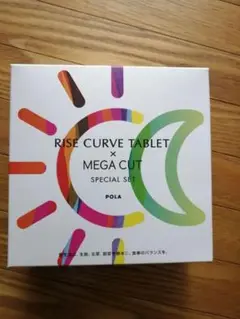 RISE CURVE TABLET
×
MEGA CUT
SPECIAL SET
POLA